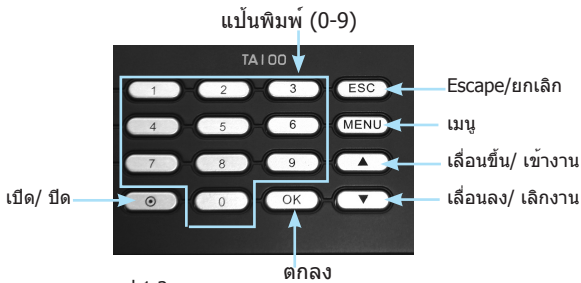 แป้นพิมพ์ (0-9)
TA100
1 2 3 ESC Escape/ยกเลิก
4 5 6 MENU เมนู
7 8 9 ▲ เลื่อนขึ้น/ เข้างาน
เปิด/ ปิด 0 OK ▼ เลื่อนลง/ เลิกงาน
ตกลง